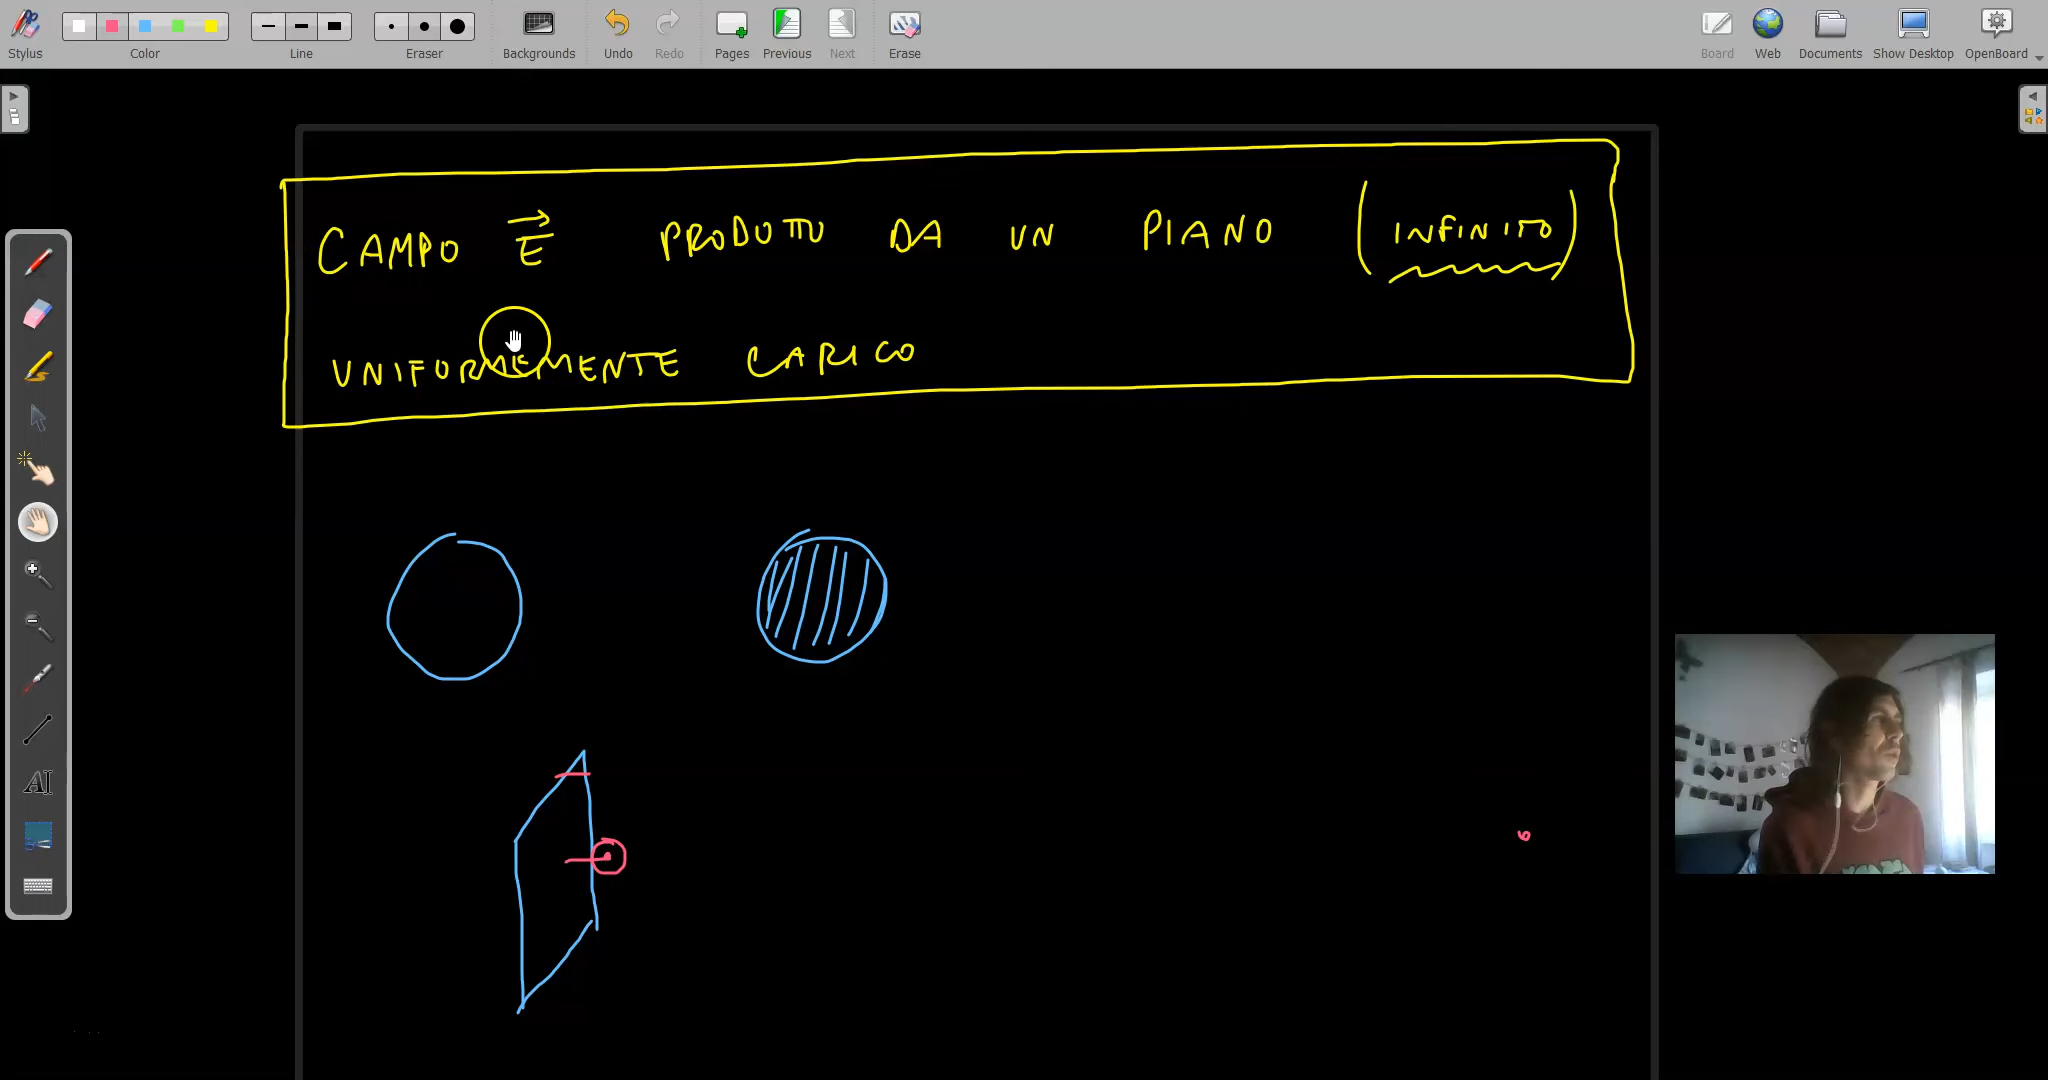 Stylus Color Line Eraser Backgrounds Undo Redo Pages Previous Next Erase Board Web Documents Show Desktop OpenBoard
CAMPO E PRODOTTO DA UN PIANO (INFINITO)
UNIFORMEMENTE CARICO
AI